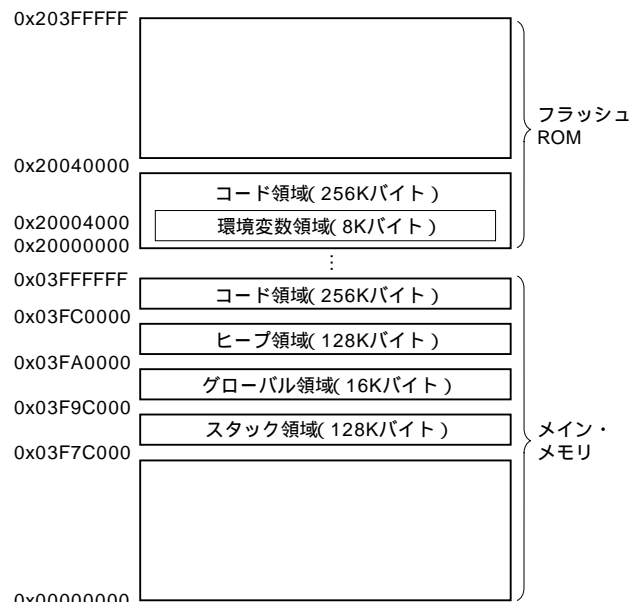 0x203FFFFF
フラッシュ
ROM
0x20040000
コード領域(256Kバイト)
0x20004000
環境変数領域(8Kバイト)
0x20000000
⋮
0x03FFFFFF
コード領域(256Kバイト)
0x03FC0000
ヒープ領域(128Kバイト)
0x03FA0000
グローバル領域(16Kバイト)
0x03F9C000
スタック領域(128Kバイト)
メイン・
メモリ
0x03F7C000
0x00000000